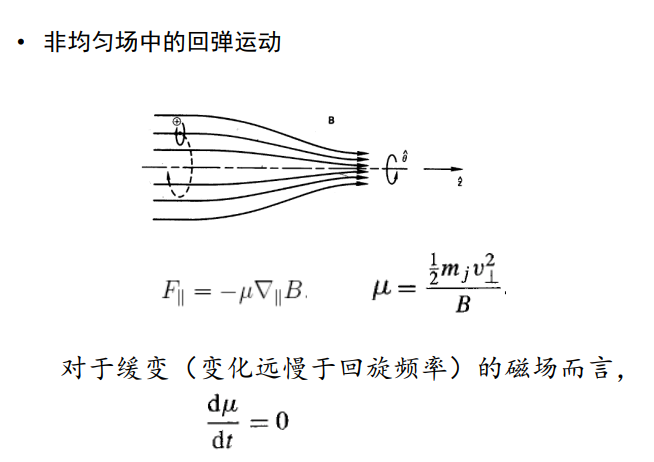 • 非均匀场中的回弹运动
B
θ̂
ẑ
F∥ = −μ∇∥B.
μ = ½mⱼv⊥² / B.
对于缓变（变化远慢于回旋频率）的磁场而言，
dμ/dt = 0